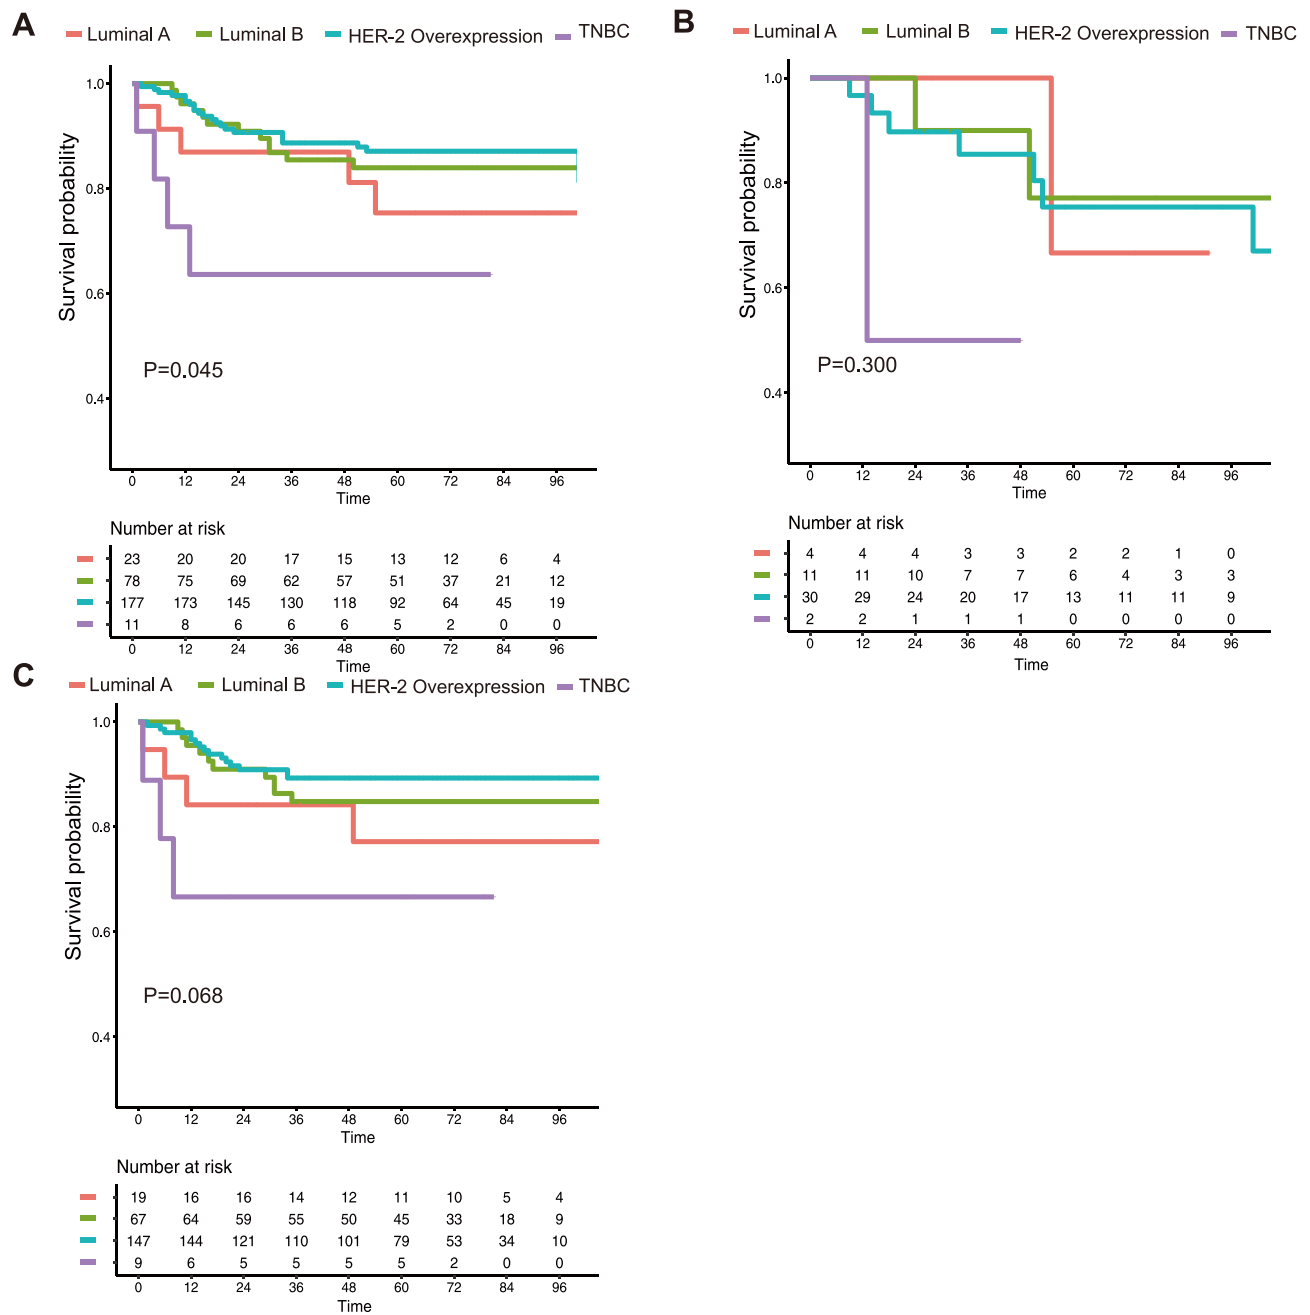 A
Luminal A Luminal B HER-2 Overexpression TNBC
1.0
0.8
0.6
0.4
Survival probability
P=0.045
0 12 24 36 48 60 72 84 96
Time
Number at risk
23 20 20 17 15 13 12 6 4
78 75 69 62 57 51 37 21 12
177 173 145 130 118 92 64 45 19
11 8 6 6 6 5 2 0 0
0 12 24 36 48 60 72 84 96
Time
B
Luminal A Luminal B HER-2 Overexpression TNBC
1.0
0.8
0.6
0.4
Survival probability
P=0.300
0 12 24 36 48 60 72 84 96
Time
Number at risk
4 4 4 3 3 2 2 1 0
11 11 10 7 7 6 4 3 3
30 29 24 20 17 13 11 11 9
2 2 1 1 1 0 0 0 0
0 12 24 36 48 60 72 84 96
Time
C
Luminal A Luminal B HER-2 Overexpression TNBC
1.0
0.8
0.6
0.4
Survival probability
P=0.068
0 12 24 36 48 60 72 84 96
Time
Number at risk
19 16 16 14 12 11 10 5 4
67 64 59 55 50 45 33 18 9
147 144 121 110 101 79 53 34 10
9 6 5 5 5 5 2 0 0
0 12 24 36 48 60 72 84 96
Time